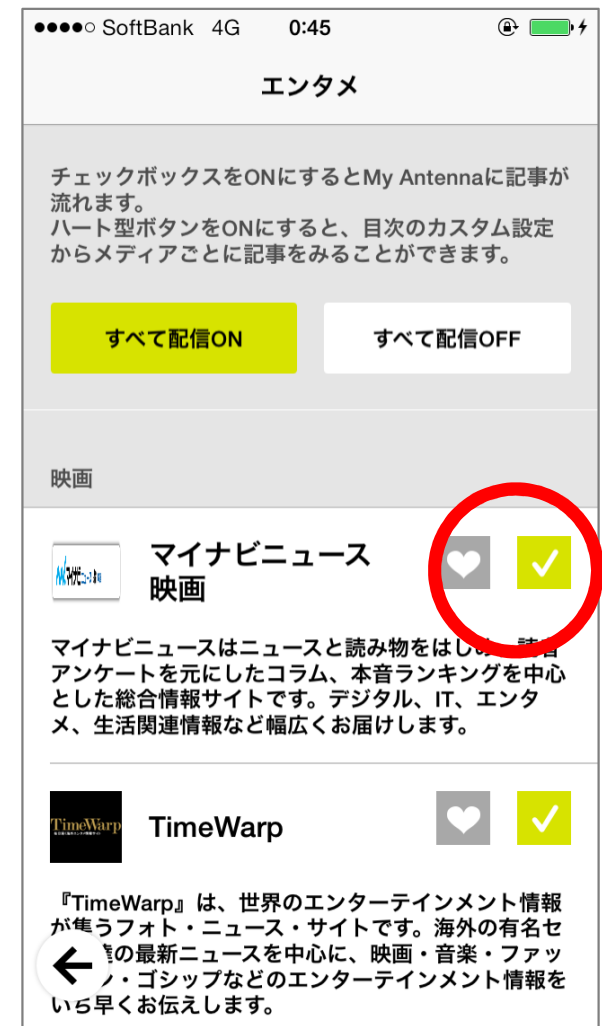 SoftBank 4G 0:45
エンタメ
チェックボックスをONにするとMy Antennaに記事が
流れます。
ハート型ボタンをONにすると、目次のカスタム設定
からメディアごとに記事をみることができます。
すべて配信ON すべて配信OFF
映画
マイナビニュース
映画
マイナビニュースはニュースと読み物をはじめ、読者
アンケートを元にしたコラム、本音ランキングを中心
とした総合情報サイトです。デジタル、IT、エンタ
メ、生活関連情報など幅広くお届けします。
TimeWarp
TimeWarp
『TimeWarp』は、世界のエンターテインメント情報
が集うフォト・ニュース・サイトです。海外の有名セ
の最新ニュースを中心に、映画・音楽・ファッ
ン・ゴシップなどのエンターテインメント情報を
いち早くお伝えします。